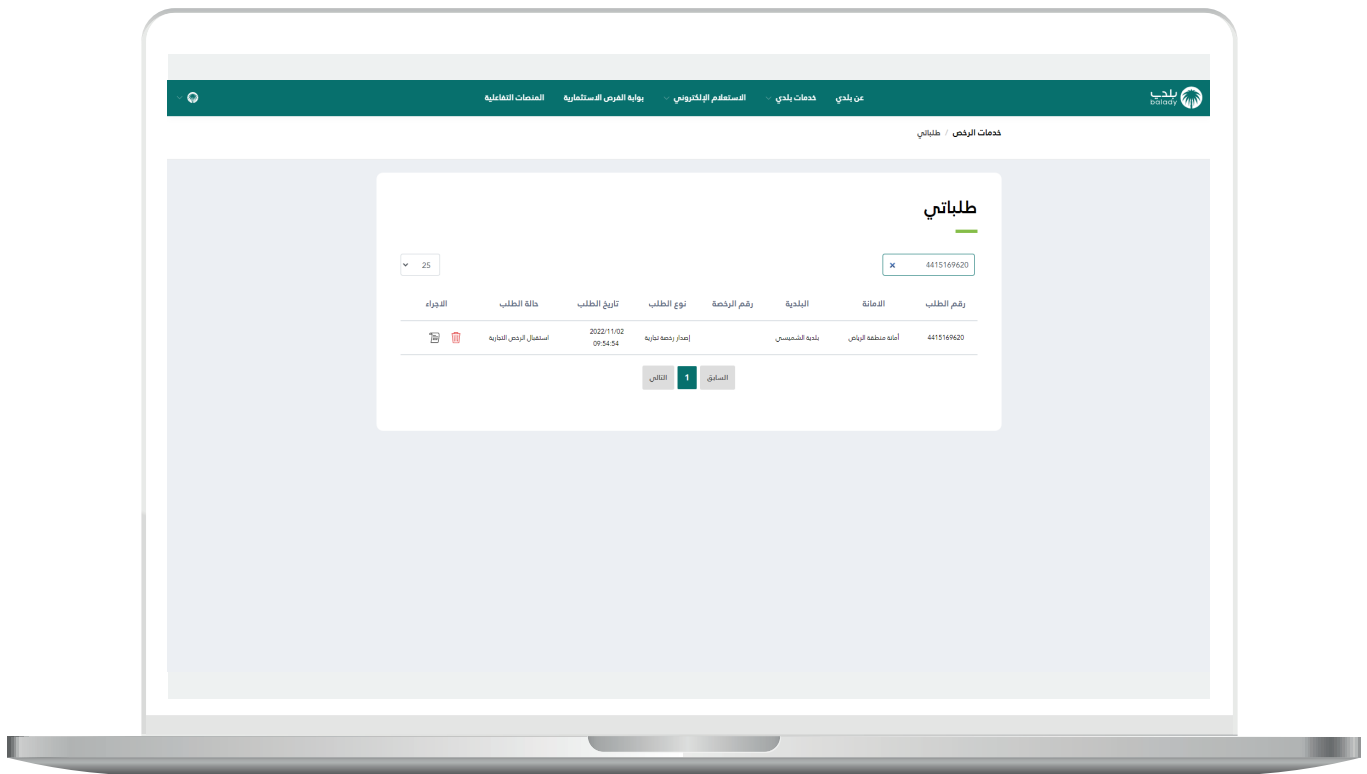 بلدي
balady
عن بلدي
خدمات بلدي
الاستعلام الإلكتروني
بوابة الفرص الاستثمارية
المنصات التفاعلية
خدمات الرخص / طلباتي
طلباتي
4415169620 ×
25
رقم الطلب الامانة البلدية رقم الرخصة نوع الطلب تاريخ الطلب حالة الطلب الاجراء
4415169620 أمانة منطقة الرياض بلدية الشميسي إصدار رخصة تجارية 2022/11/02 استقبال الرخص التجارية
09:54:54
السابق 1 التالي